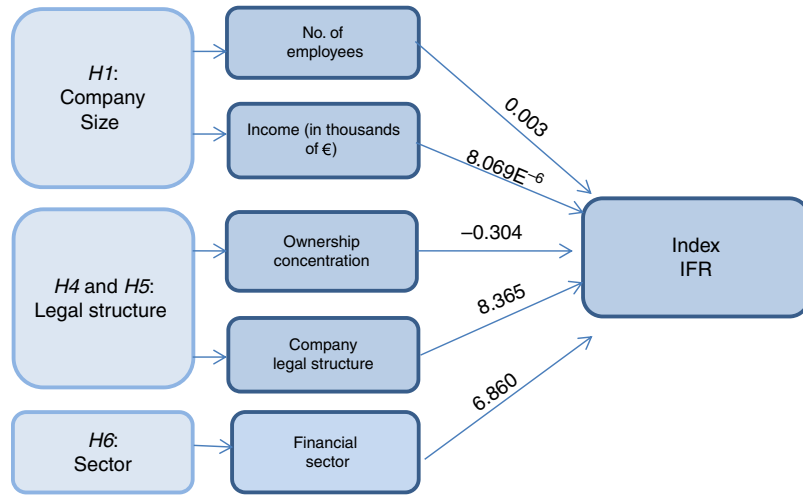 H1:
Company
Size
No. of
employees
Income (in thousands
of €)
0.003
8.069E–6
H4 and H5:
Legal structure
Ownership
concentration
–0.304
Company
legal structure
8.365
Index
IFR
H6:
Sector
Financial
sector
6.860